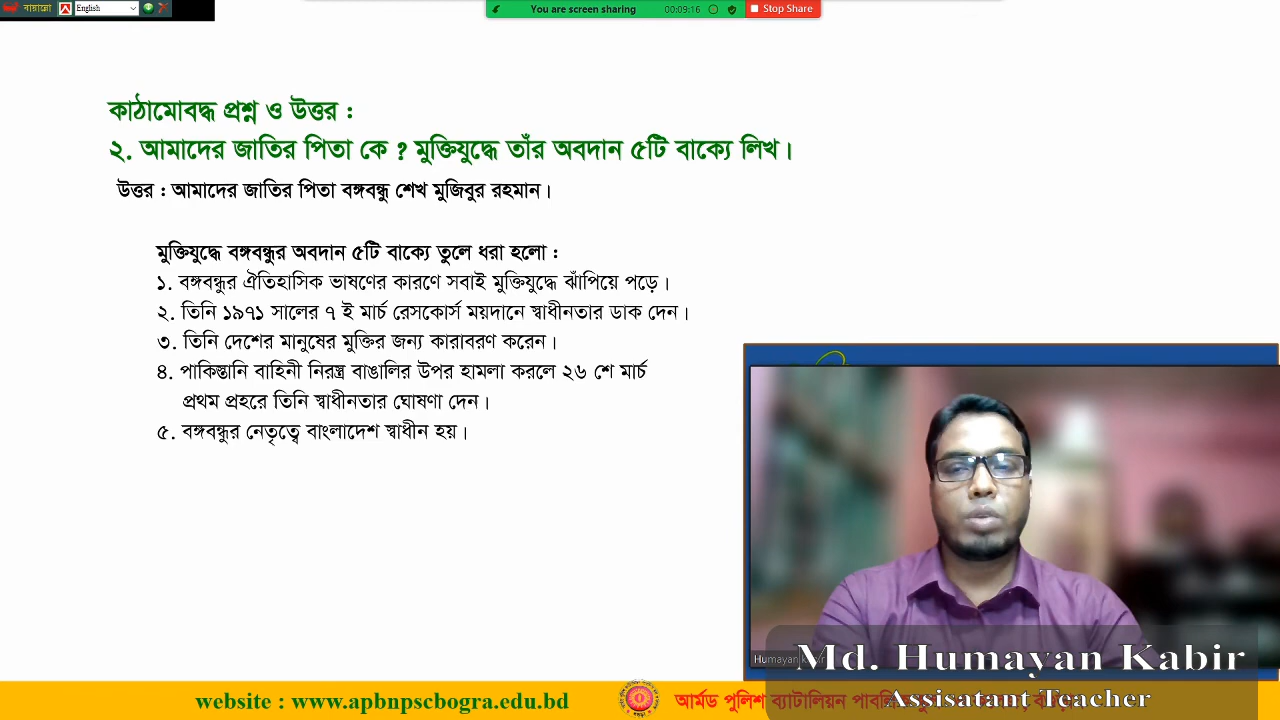 বায়ান্নো English
You are screen sharing 00:09:16 Stop Share
কাঠামোবদ্ধ প্রশ্ন ও উত্তর :
২. আমাদের জাতির পিতা কে ? মুক্তিযুদ্ধে তাঁর অবদান ৫টি বাক্যে লিখ।
উত্তর : আমাদের জাতির পিতা বঙ্গবন্ধু শেখ মুজিবুর রহমান।
মুক্তিযুদ্ধে বঙ্গবন্ধুর অবদান ৫টি বাক্যে তুলে ধরা হলো :
১. বঙ্গবন্ধুর ঐতিহাসিক ভাষণের কারণে সবাই মুক্তিযুদ্ধে ঝাঁপিয়ে পড়ে।
২. তিনি ১৯৭১ সালের ৭ ই মার্চ রেসকোর্স ময়দানে স্বাধীনতার ডাক দেন।
৩. তিনি দেশের মানুষের মুক্তির জন্য কারাবরণ করেন।
৪. পাকিস্তানি বাহিনী নিরস্ত্র বাঙালির উপর হামলা করলে ২৬ শে মার্চ
প্রথম প্রহরে তিনি স্বাধীনতার ঘোষণা দেন।
৫. বঙ্গবন্ধুর নেতৃত্বে বাংলাদেশ স্বাধীন হয়।
Humayan Kabir
Md. Humayan Kabir
Assisatant Teacher
website : www.apbnpscbogra.edu.bd
আর্মড পুলিশ ব্যাটালিয়ন